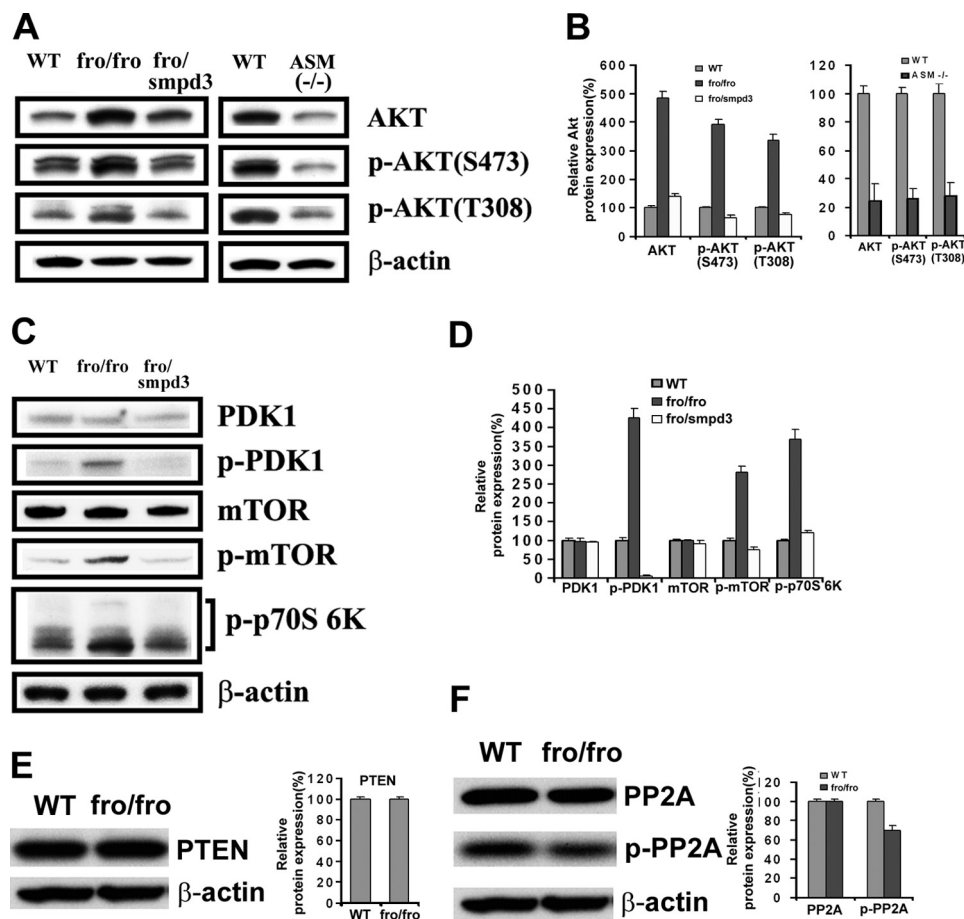 A
WT fro/fro fro/
smpd3
WT ASM
(-/-)
AKT
p-AKT(S473)
p-AKT(T308)
β-actin
B
Relative Akt
protein expression(%)
WT
fro/fro
fro/smpd3
600
500
400
300
200
100
0
AKT p-AKT p-AKT
(S473) (T308)
WT
ASM -/-
120
100
80
60
40
20
0
AKT p-AKT p-AKT
(S473) (T308)
C
WT fro/fro fro/
smpd3
PDK1
p-PDK1
mTOR
p-mTOR
p-p70S 6K
β-actin
D
Relative
protein expression(%)
WT
fro/fro
fro/smpd3
500
450
400
350
300
250
200
150
100
50
0
PDK1 p-PDK1 mTOR p-mTOR p-p70S 6K
E
WT fro/fro
PTEN
β-actin
Relative
protein expression(%)
PTEN
120
100
80
60
40
20
0
WT fro/fro
F
WT fro/fro
PP2A
p-PP2A
β-actin
Relative
protein expression(%)
WT
fro/fro
120
100
80
60
40
20
0
PP2A p-PP2A